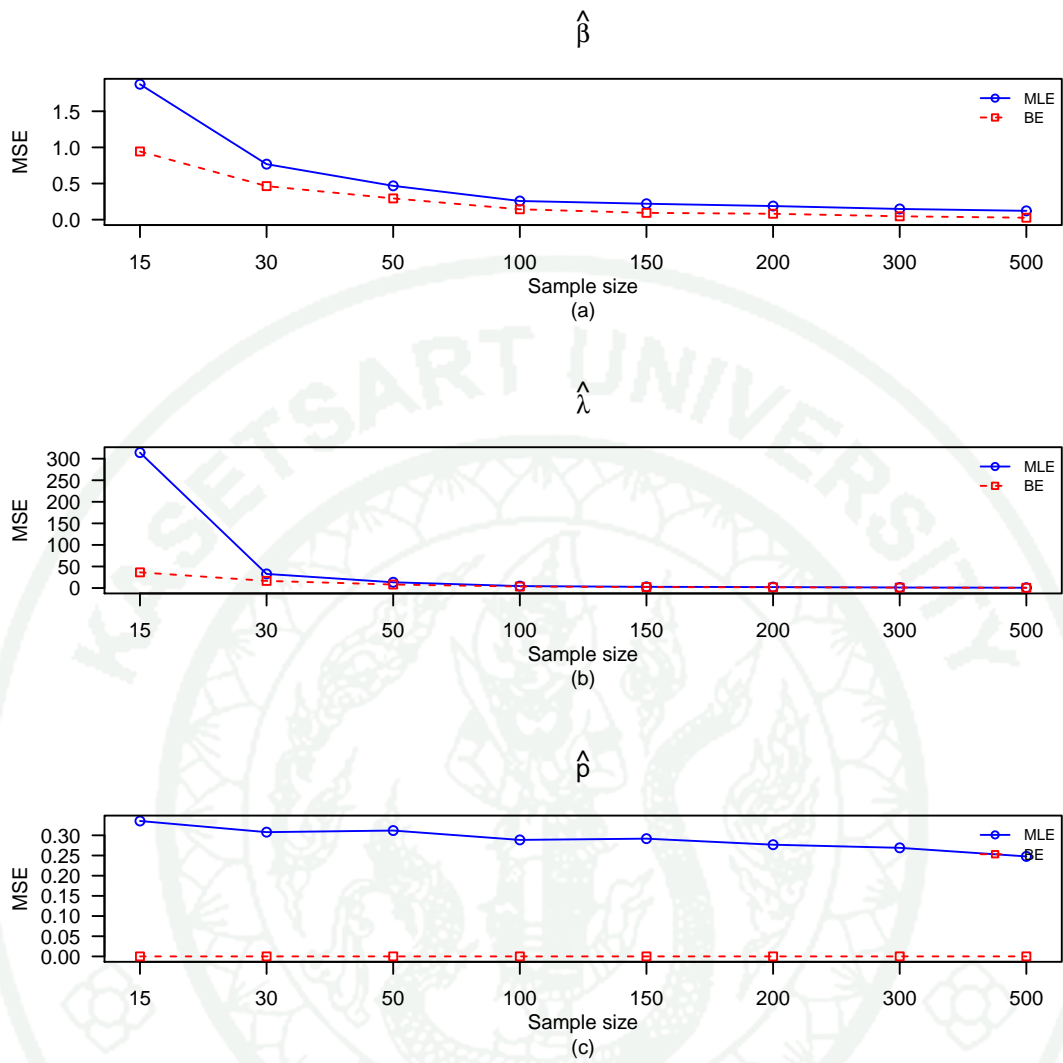 β̂
MSE
1.5
1.0
0.5
0.0
MLE
BE
15 30 50 100 150 200 300 500
Sample size
(a)
λ̂
MSE
300
250
200
150
100
50
0
MLE
BE
15 30 50 100 150 200 300 500
Sample size
(b)
p̂
MSE
0.30
0.25
0.20
0.15
0.10
0.05
0.00
MLE
BE
15 30 50 100 150 200 300 500
Sample size
(c)
KASETSART UNIVERSITY